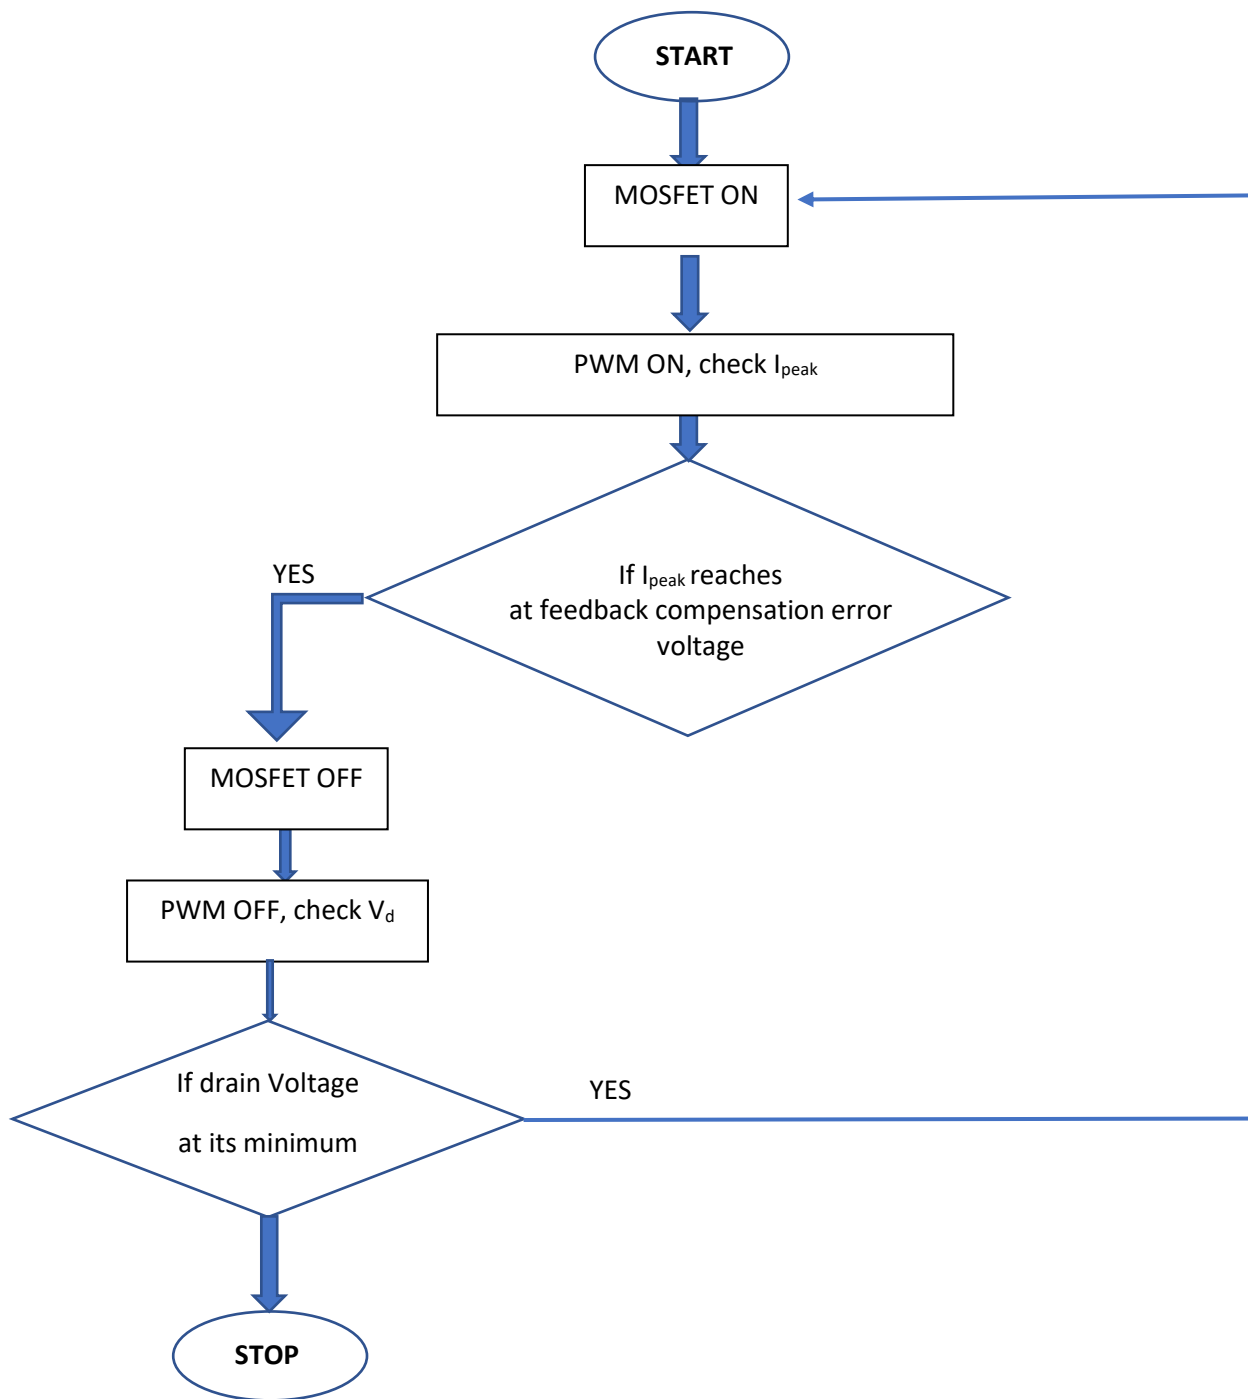 START
MOSFET ON
PWM ON, check Ipeak
If Ipeak reaches
at feedback compensation error
voltage
YES
MOSFET OFF
PWM OFF, check Vd
If drain Voltage
at its minimum
YES
STOP